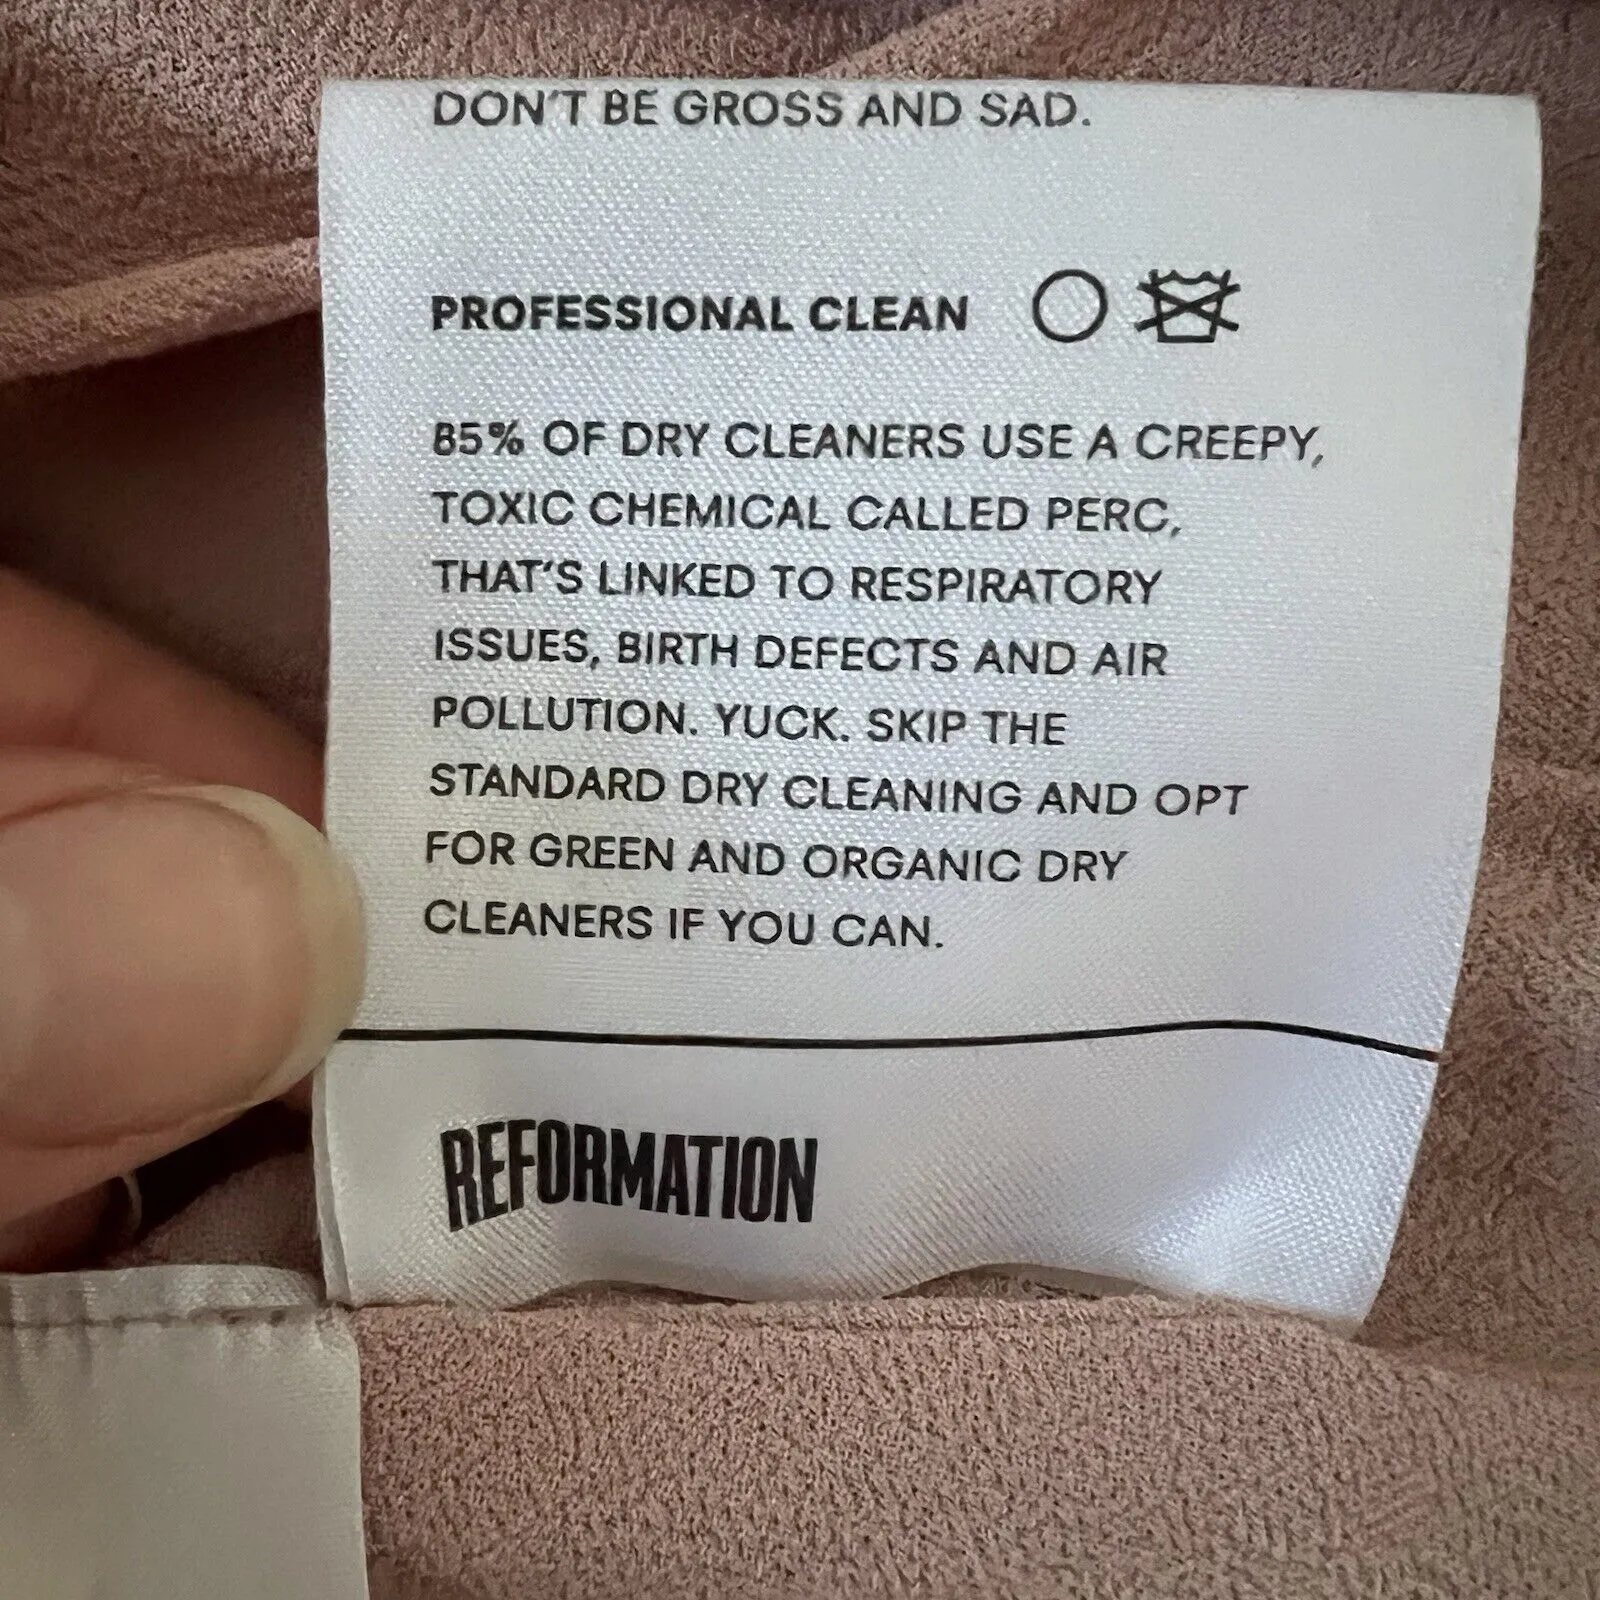 DON'T BE GROSS AND SAD.
PROFESSIONAL CLEAN
85% OF DRY CLEANERS USE A CREEPY,
TOXIC CHEMICAL CALLED PERC,
THAT'S LINKED TO RESPIRATORY
ISSUES, BIRTH DEFECTS AND AIR
POLLUTION. YUCK. SKIP THE
STANDARD DRY CLEANING AND OPT
FOR GREEN AND ORGANIC DRY
CLEANERS IF YOU CAN.
REFORMATION